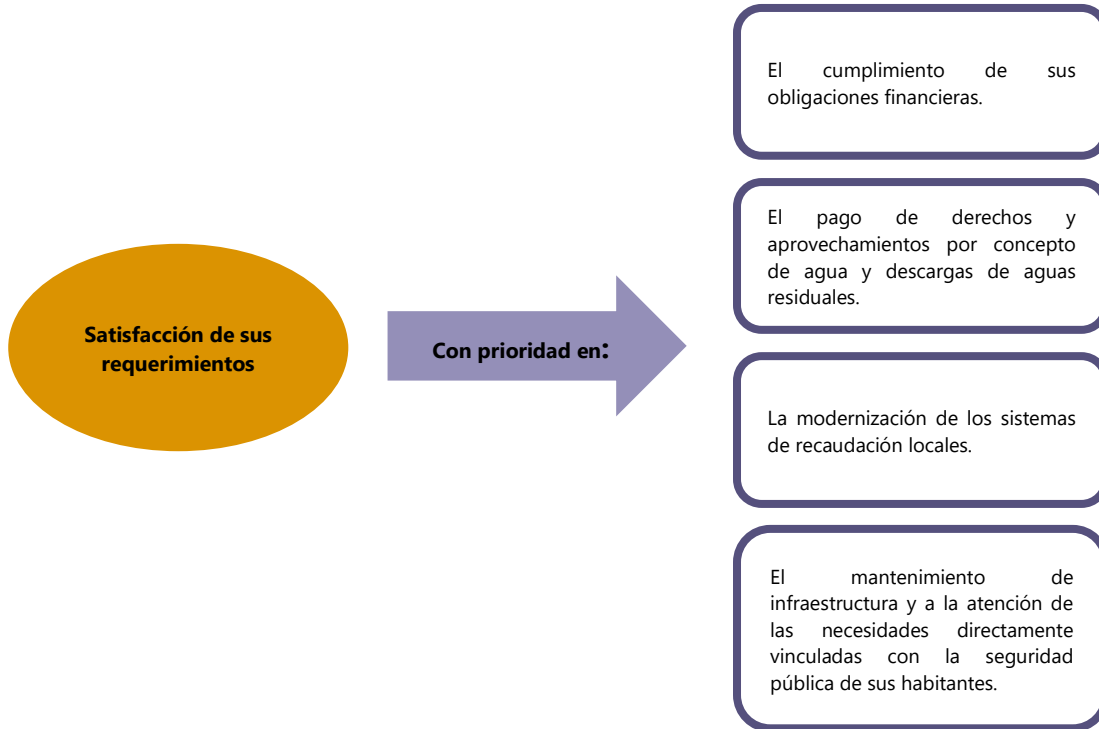 Satisfacción de sus
requerimientos
Con prioridad en:
El cumplimiento de sus
obligaciones financieras.
El pago de derechos y
aprovechamientos por concepto
de agua y descargas de aguas
residuales.
La modernización de los sistemas
de recaudación locales.
El mantenimiento de
infraestructura y a la atención de
las necesidades directamente
vinculadas con la seguridad
pública de sus habitantes.